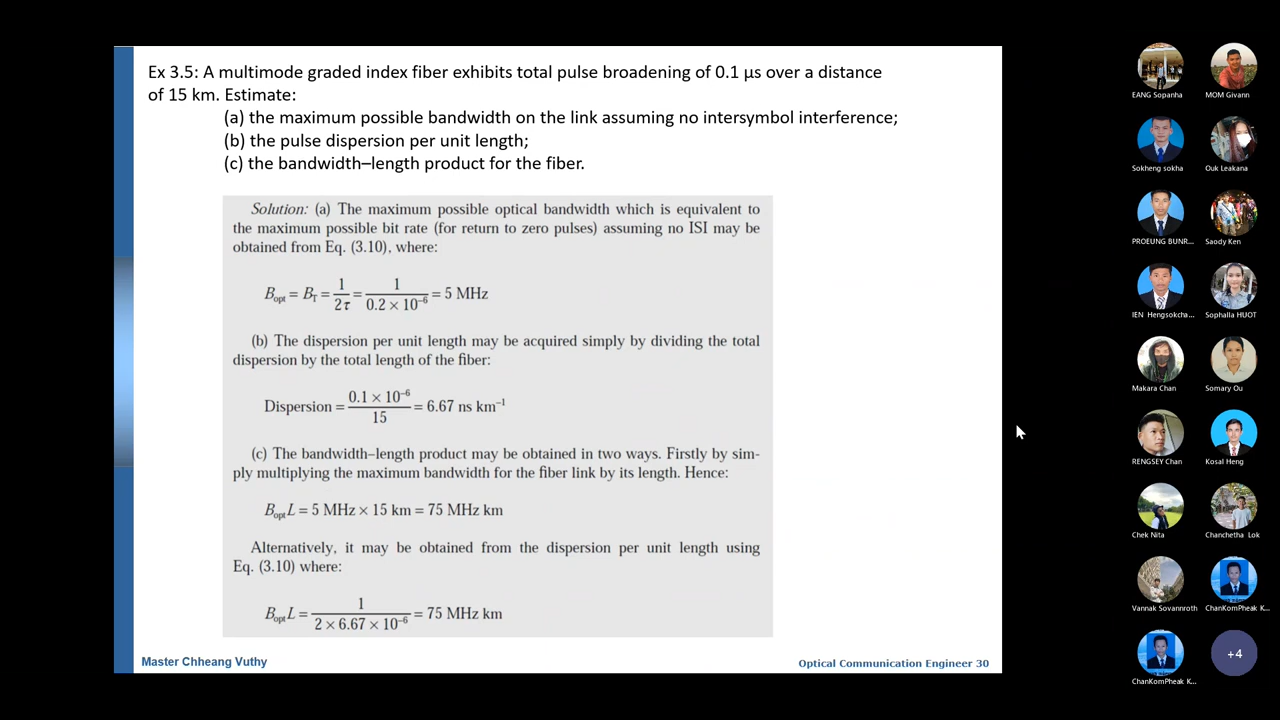 Ex 3.5: A multimode graded index fiber exhibits total pulse broadening of 0.1 μs over a distance
of 15 km. Estimate:
(a) the maximum possible bandwidth on the link assuming no intersymbol interference;
(b) the pulse dispersion per unit length;
(c) the bandwidth–length product for the fiber.
Solution: (a) The maximum possible optical bandwidth which is equivalent to
the maximum possible bit rate (for return to zero pulses) assuming no ISI may be
obtained from Eq. (3.10), where:
B_opt = B_T = 1/2τ = 1/(0.2 × 10⁻⁶) = 5 MHz
(b) The dispersion per unit length may be acquired simply by dividing the total
dispersion by the total length of the fiber:
Dispersion = (0.1 × 10⁻⁶)/15 = 6.67 ns km⁻¹
(c) The bandwidth–length product may be obtained in two ways. Firstly by sim-
ply multiplying the maximum bandwidth for the fiber link by its length. Hence:
B_opt L = 5 MHz × 15 km = 75 MHz km
Alternatively, it may be obtained from the dispersion per unit length using
Eq. (3.10) where:
B_opt L = 1/(2 × 6.67 × 10⁻⁶) = 75 MHz km
Master Chheang Vuthy
Optical Communication Engineer 30
EANG Sopanha
MOM Givann
Sokheng sokha
Ouk Leakana
PROEUNG BUNR...
Saody Ken
IEN Hengsokcha...
Sophalla HUOT
Makara Chan
Somary Ou
RENGSEY Chan
Kosal Heng
Chek Nita
Chanchetha Lok
Vannak Sovannroth
ChanKomPheak K...
ChanKomPheak K...
+4